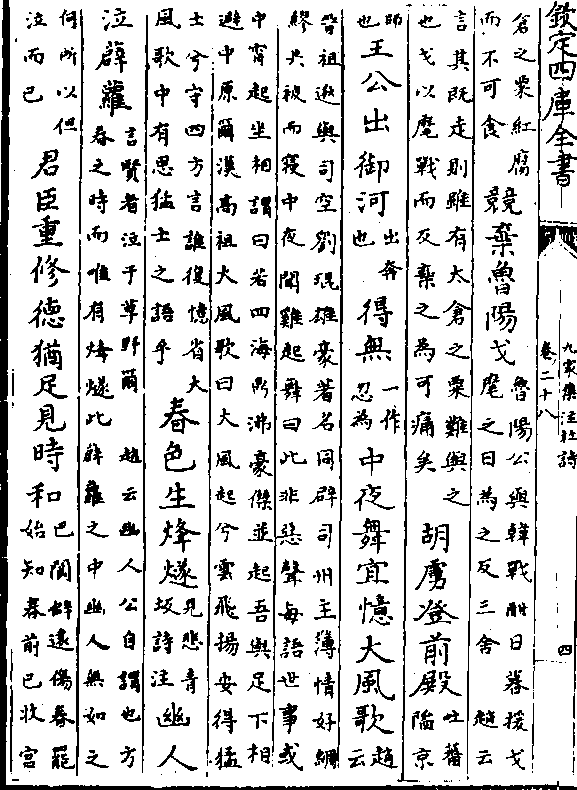 欽定四庫全書
九家集注杜詩
卷二十八
四
倉之粟紅腐
而不可食
競棄魯陽戈
魯陽公與韓戰酣日暮援戈
麾之日為之反三舍 趙云
言其既走則雖有太倉之粟難與之
也戈以麾戰而反棄之為可痛矣
胡虜登前殿
吐蕃
陷京
師
也
王公出御河
出奔
也
得無
一作
忍為
中夜舞宜憶大風歌
趙
云
晉祖逖與司空劉琨雄豪著名同辟司州主簿情好綢
繆共被而寢中夜聞雞起舞曰此非惡聲每語世事或
中宵起坐相謂曰若四海鼎沸豪傑並起吾與足下相
避中原爾漢高祖大風歌曰大風起兮雲飛揚安得猛
士兮守四方言誰復憶省大
風歌中有思猛士之語乎
春色生烽燧
見悲青
坂詩注
幽人
泣薜蘿
言賢者泣于草野爾 趙云幽人公自謂也方
春之時而唯有烽燧此薜蘿之中幽人無如之
何所以但
泣而已
君臣重修德猶足見時和
巴閬辟遠傷春罷
始知春前已收宮